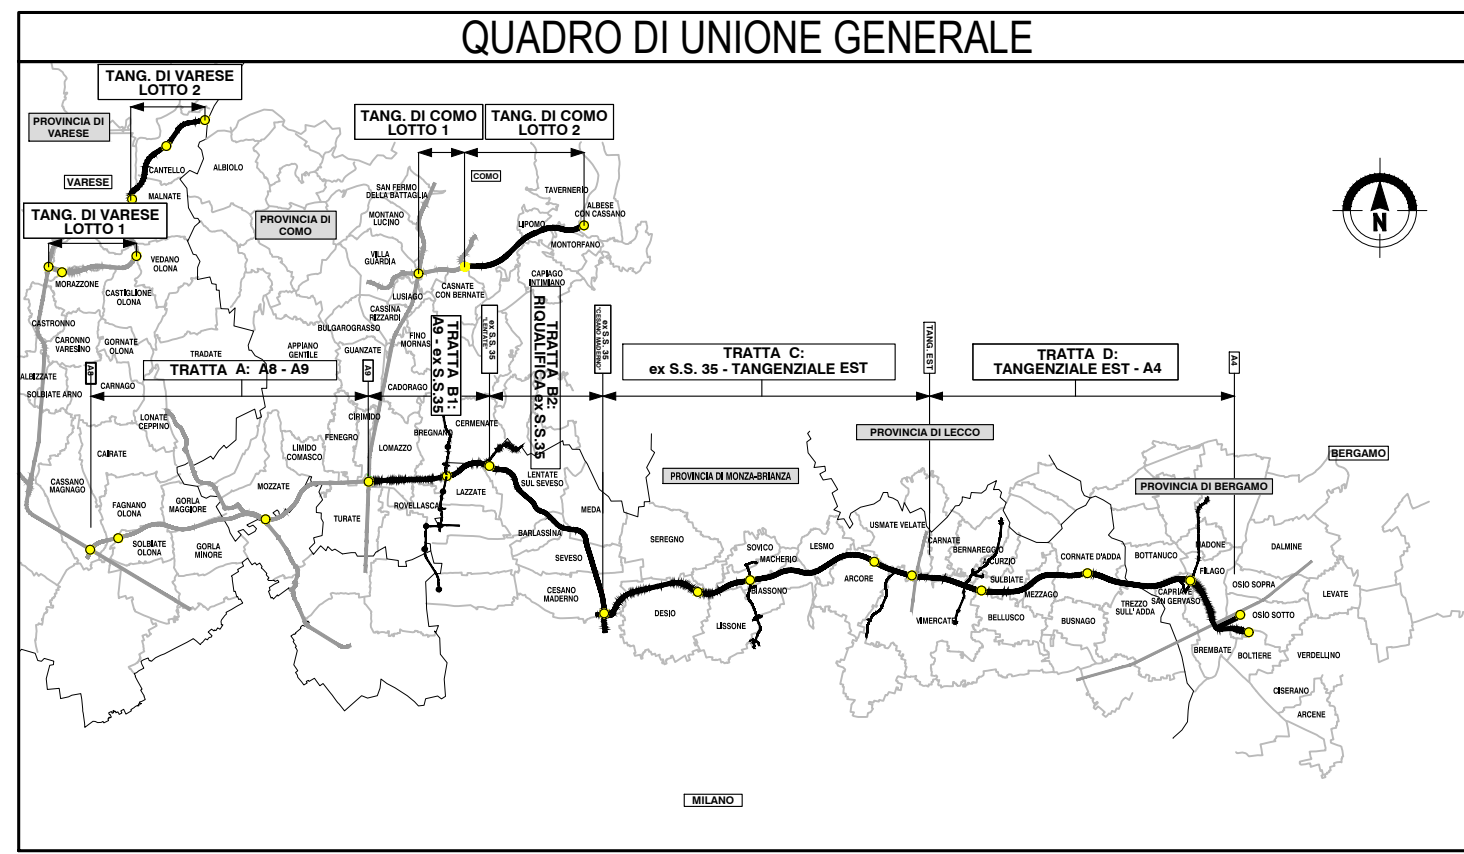 QUADRO DI UNIONE GENERALE
TANG. DI VARESE
LOTTO 2
PROVINCIA DI
VARESE
CANTELLO
ALBIOLO
VARESE
MALNATE
TANG. DI VARESE
LOTTO 1
PROVINCIA DI
COMO
VEDANO
OLONA
MORAZZONE
CASTIGLIONE
OLONA
CASTRONNO
CARONNO
VARESINO
GORNATE
OLONA
TANG. DI COMO
LOTTO 1
TANG. DI COMO
LOTTO 2
COMO
SAN FERMO
DELLA BATTAGLIA
MONTANO
LUCINO
VILLA
GUARDIA
TAVERNERIO
ALBESE
CON CASSANO
LIPOMO
MONTORFANO
CAPIAGO
INTIMIANO
CASNATE
CON BERNATE
LUSIAGO
CASSINA
RIZZARDI
BULGAROGRASSO
FINO
MORNAS
N
ALBIZZATE
SOLBIATE ARNO
CARNAGO
TRADATE
APPIANO
GENTILE
GUANZATE
A8
TRATTA A: A8 - A9
A9
CADORAGO
TRATTA B1:
A9 - ex S.S.35
ex S.S. 35
"LENTATE"
TRATTA B2:
RIQUALIFICA ex S.S.35
ex S.S. 35
"CESANO MADERNO"
TRATTA C:
ex S.S. 35 - TANGENZIALE EST
TANG. EST
TRATTA D:
TANGENZIALE EST - A4
A4
LONATE
CEPPINO
CIRIMIDO
FENEGRO
LIMIDO
COMASCO
LOMAZZO
BREGNANO
CERMENATE
CAIRATE
CASSANO
MAGNAGO
FAGNANO
OLONA
GORLA
MAGGIORE
MOZZATE
TURATE
ROVELLASCA
LAZZATE
LENTATE
SUL SEVESO
SOLBIATE
OLONA
GORLA
MINORE
BARLASSINA
MEDA
SEVESO
CESANO
MADERNO
PROVINCIA DI LECCO
PROVINCIA DI MONZA-BRIANZA
PROVINCIA DI BERGAMO
BERGAMO
SEREGNO
DESIO
LISSONE
SOVICO
MACHERIO
BIASSONO
LESMO
ARCORE
USMATE VELATE
CARNATE
BERNAREGGIO
SULBIATE
MEZZAGO
VIMERCATE
BELLUSCO
BUSNAGO
CORNATE D'ADDA
BOTTANUCO
TREZZO
SULL' ADDA
MADONE
FILAGO
SAN GERVASO
DALMINE
OSIO SOPRA
OSIO SOTTO
LEVATE
BREMBATE
BOLTIERE
VERDELLINO
CISERANO
ARCENE
MILANO